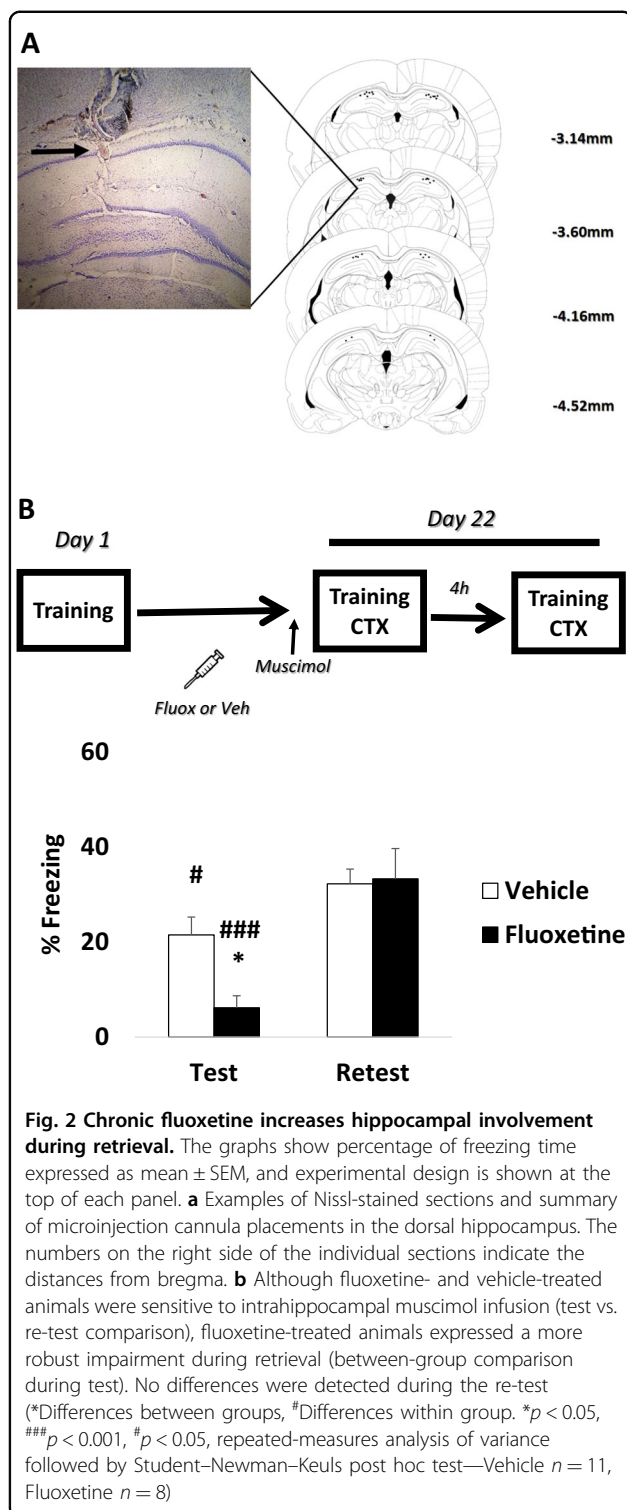 A
-3.14mm
-3.60mm
-4.16mm
-4.52mm
B
Day 1
Day 22
Training
Training
CTX
4h
Training
CTX
Muscimol
Fluox or Veh
60
40
20
0
% Freezing
#
###
*
Vehicle
Fluoxetine
Test
Retest
Fig. 2 Chronic fluoxetine increases hippocampal involvement
during retrieval. The graphs show percentage of freezing time
expressed as mean ± SEM, and experimental design is shown at the
top of each panel. a Examples of Nissl-stained sections and summary
of microinjection cannula placements in the dorsal hippocampus. The
numbers on the right side of the individual sections indicate the
distances from bregma. b Although fluoxetine- and vehicle-treated
animals were sensitive to intrahippocampal muscimol infusion (test vs.
re-test comparison), fluoxetine-treated animals expressed a more
robust impairment during retrieval (between-group comparison
during test). No differences were detected during the re-test
(*Differences between groups, #Differences within group. *p < 0.05,
###p < 0.001, #p < 0.05, repeated-measures analysis of variance
followed by Student–Newman–Keuls post hoc test—Vehicle n = 11,
Fluoxetine n = 8)